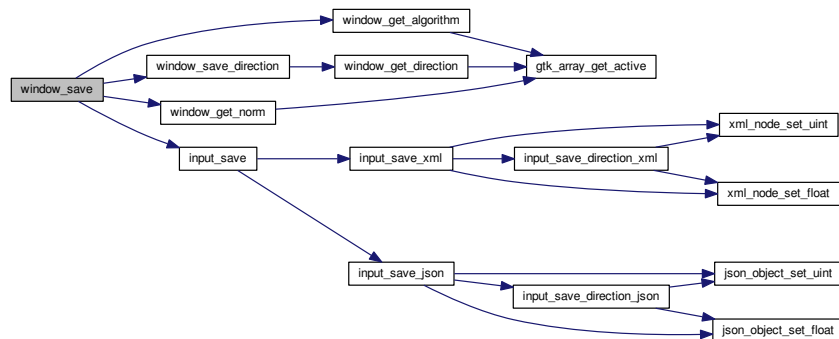 window_save
window_get_algorithm
window_save_direction
window_get_direction
gtk_array_get_active
window_get_norm
input_save
input_save_xml
input_save_direction_xml
xml_node_set_uint
xml_node_set_float
input_save_json
input_save_direction_json
json_object_set_uint
json_object_set_float